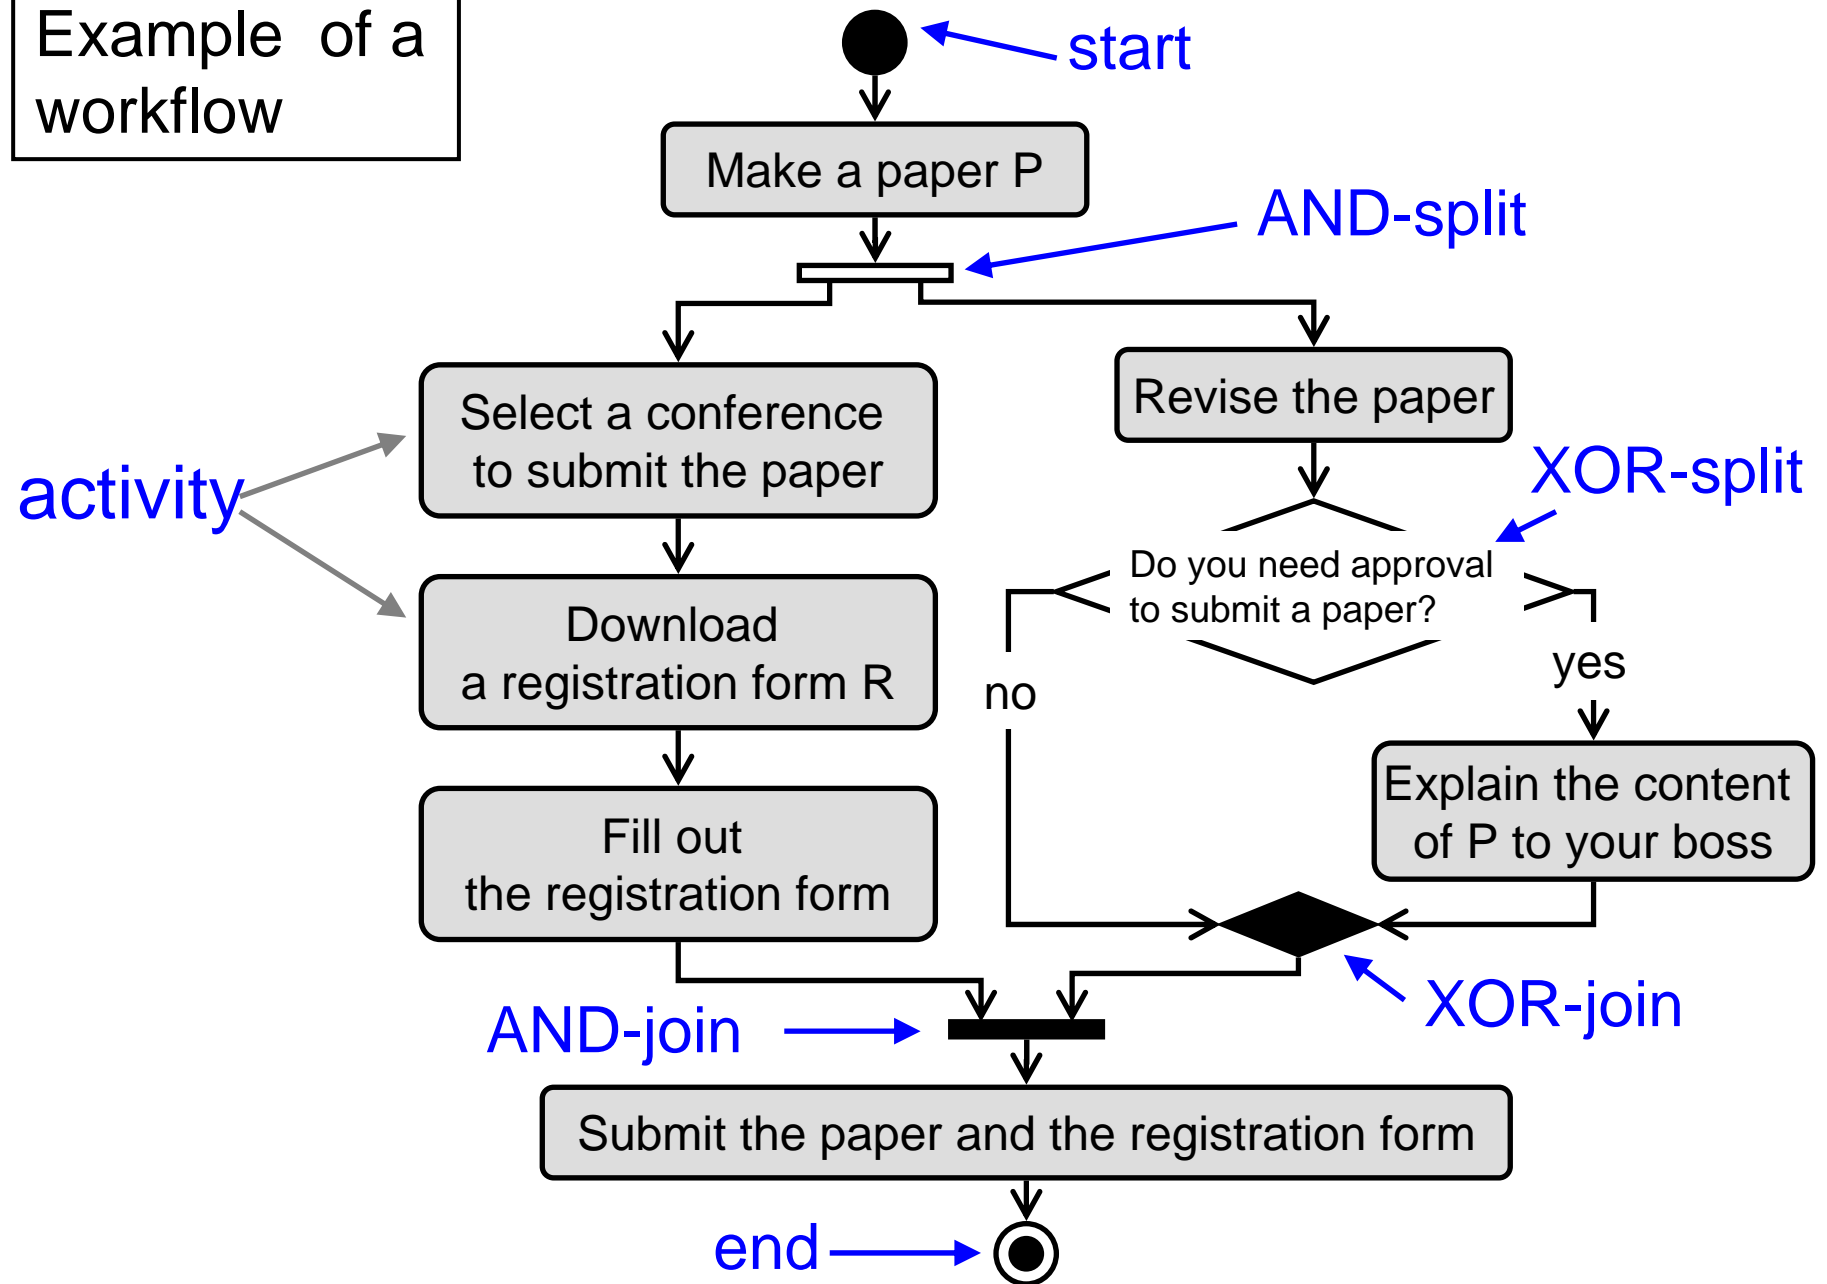 Example of a
workflow
start
Make a paper P
AND-split
Select a conference
to submit the paper
Revise the paper
activity
XOR-split
Do you need approval
to submit a paper?
Download
a registration form R
no
yes
Explain the content
of P to your boss
Fill out
the registration form
XOR-join
AND-join
Submit the paper and the registration form
end